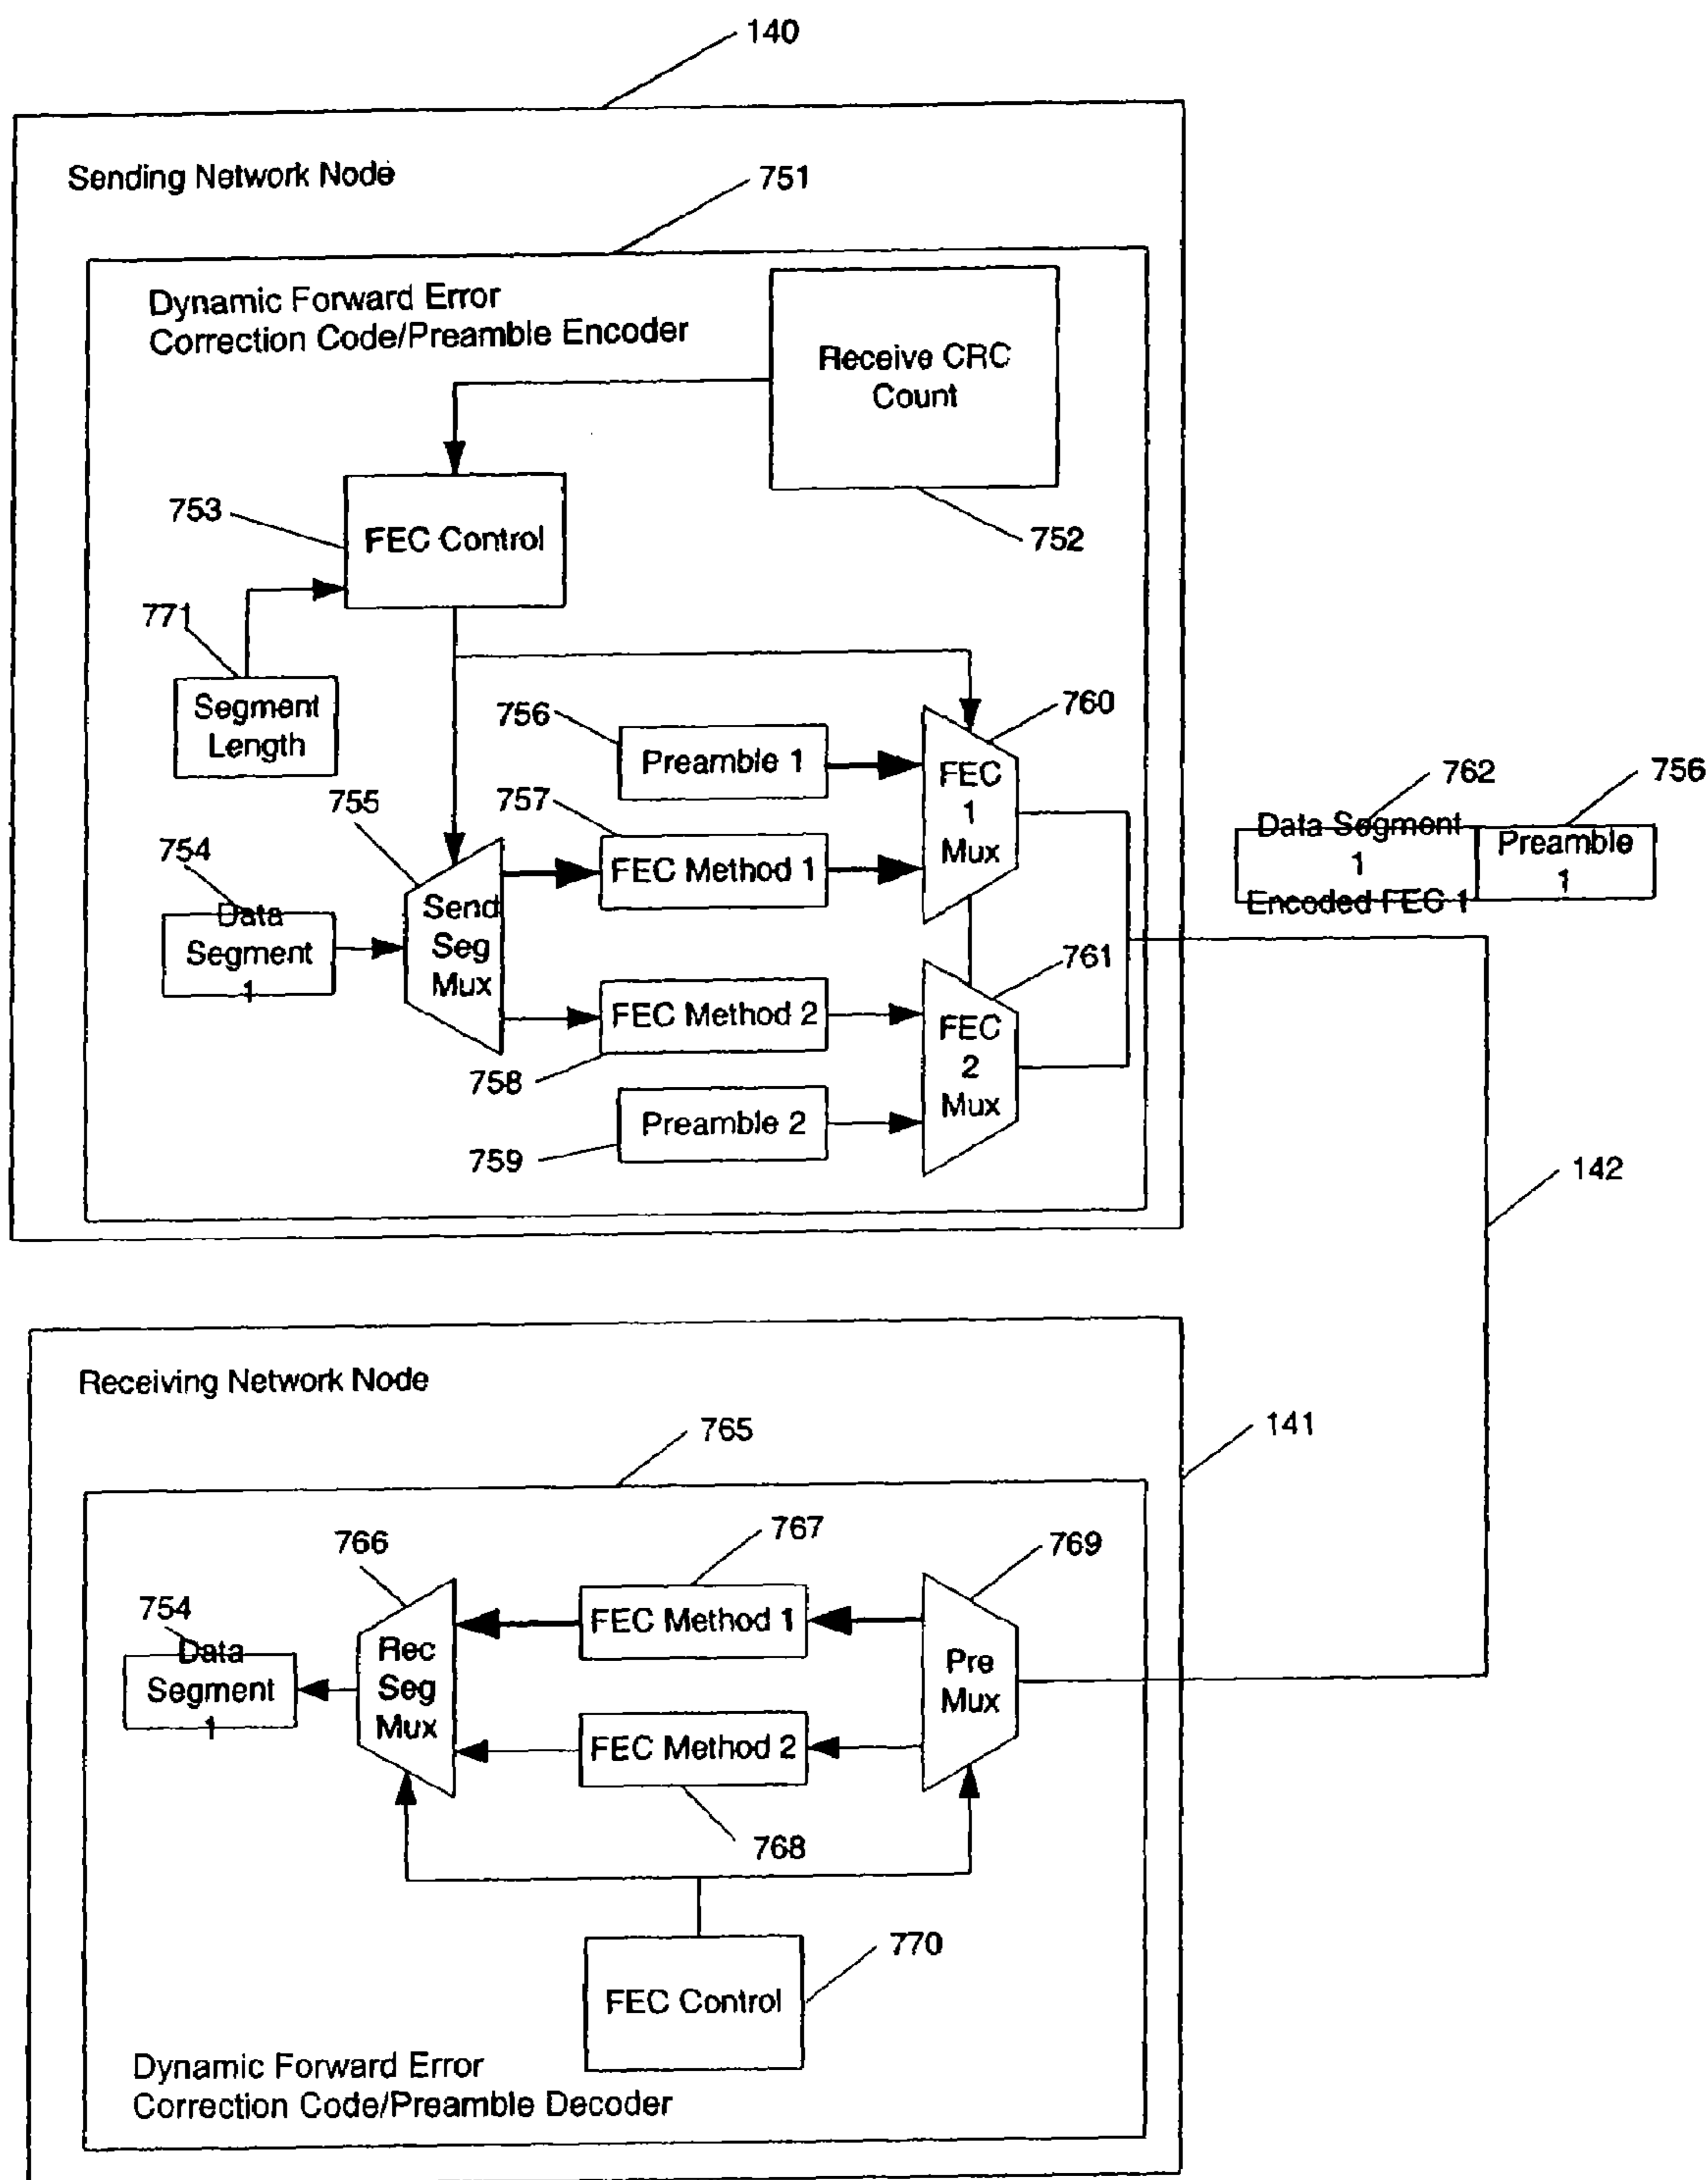 140
Sending Network Node
751
Dynamic Forward Error
Correction Code/Preamble Encoder
Receive CRC
Count
753
FEC Control
752
771
Segment
Length
756
Preamble 1
760
FEC
1
Mux
755
757
FEC Method 1
762
756
Data Segment
1
Encoded FEC 1
Preamble
1
754
Data
Segment
1
Send
Seg
Mux
761
FEC Method 2
FEC
2
Mux
758
Preamble 2
759
142
Receiving Network Node
141
765
766
767
769
754
Data
Segment
1
Rec
Seg
Mux
FEC Method 1
Pre
Mux
FEC Method 2
768
770
FEC Control
Dynamic Forward Error
Correction Code/Preamble Decoder